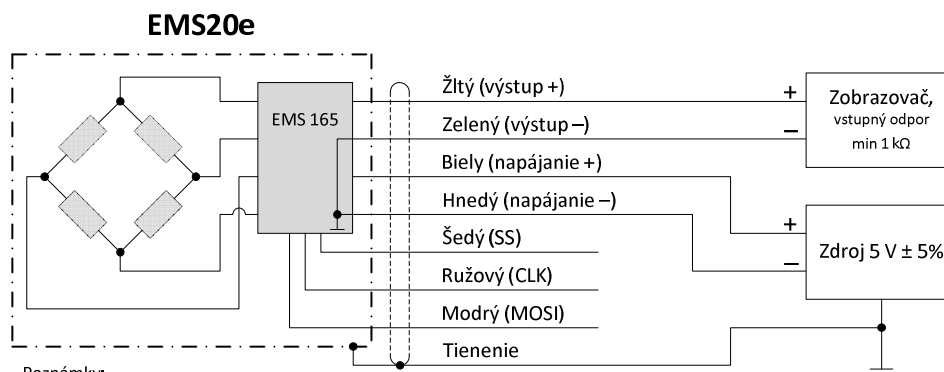 EMS20e
EMS 165
Žltý (výstup +)
Zelený (výstup –)
Biely (napájanie +)
Hnedý (napájanie –)
Šedý (SS)
Ružový (CLK)
Modrý (MOSI)
Tienenie
+
–
Zobrazovač,
vstupný odpor
min 1 kΩ
+
–
Zdroj 5 V ± 5%
Poznámky: